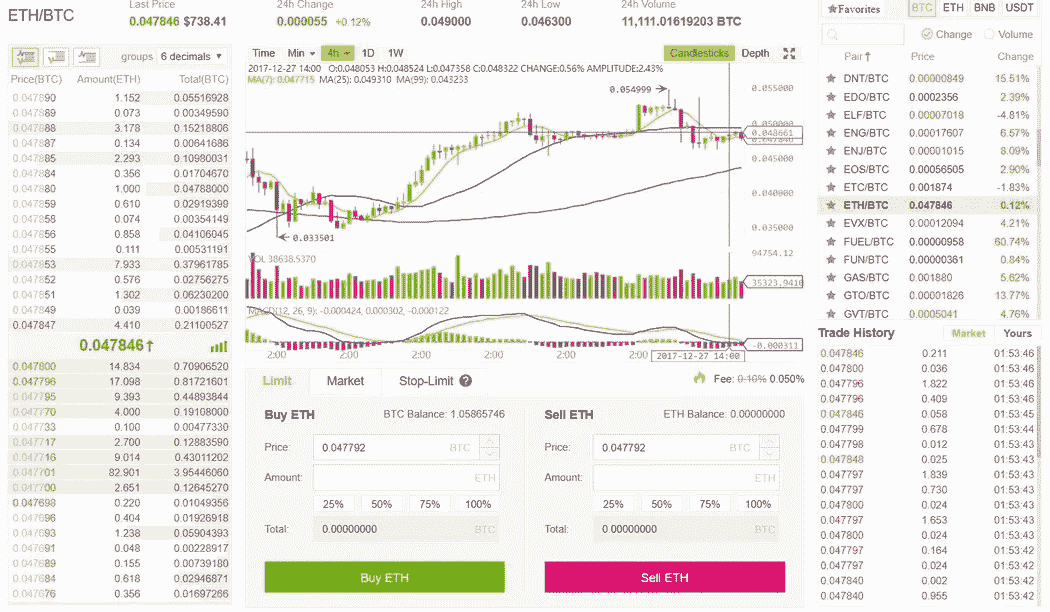 ETH/BTC
Last Price 24h Change 24h High 24h Low 24h Volume
0.047846 $738.41 0.000055 +0.12% 0.049000 0.046300 11,111.01619203 BTC
groups 6 decimals
Price(BTC) Amount(ETH) Total(BTC)
0.047890 1.152 0.05516928
0.047889 0.073 0.00349590
0.047888 3.178 0.15218806
0.047887 0.134 0.00641686
0.047885 2.293 0.10980031
0.047884 0.356 0.01704670
0.047880 1.000 0.04788000
0.047859 0.610 0.02919399
0.047858 0.074 0.00354149
0.047856 0.858 0.04106045
0.047855 0.111 0.00531191
0.047853 7.933 0.37961785
0.047852 0.576 0.02756275
0.047851 1.302 0.06230200
0.047849 0.039 0.00186611
0.047847 4.410 0.21100527
0.047846↑
0.047800 14.834 0.70906520
0.047796 17.098 0.81721601
0.047795 9.393 0.44893844
0.047770 4.000 0.19108000
0.047733 0.100 0.00477330
0.047717 2.700 0.12883590
0.047716 9.014 0.43011202
0.047701 82.901 3.95446060
0.047700 2.651 0.12645270
0.047698 0.220 0.01049356
0.047696 0.404 0.01926918
0.047693 1.238 0.05904393
0.047691 0.048 0.00228917
0.047689 0.155 0.00739180
0.047684 0.618 0.02946871
0.047676 0.356 0.01697266
Time Min 4h 1D 1W Candlesticks Depth
2017-12-27 14:00 O:0.048053 H:0.048524 L:0.047358 C:0.048322 CHANGE:0.56% AMPLITUDE:2.43%
MA(7): 0.047715 MA(25): 0.049310 MA(99): 0.043233
0.054999
0.055000
0.050000
0.048661
0.047846
0.045000
0.040000
0.035000
0.033501
VOL 38618.5370
94754.12
35323.9410
MACD(12, 26, 9): -0.000424, 0.000302, -0.000122
-0.000311
2:00 2:00 2:00 2:00 2:00 2:00 2017-12-27 14:00
Limit Market Stop-Limit ? Fee: 0.10% 0.050%
Buy ETH BTC Balance: 1.05865746
Price: 0.047792 BTC
Amount: ETH
25% 50% 75% 100%
Total: 0.00000000 BTC
Buy ETH
Sell ETH ETH Balance: 0.00000000
Price: 0.047792 BTC
Amount: ETH
25% 50% 75% 100%
Total: 0.00000000 BTC
Sell ETH
Favorites BTC ETH BNB USDT
Change Volume
Pair↑ Price Change
DNT/BTC 0.00000849 15.51%
EDO/BTC 0.0002356 2.39%
ELF/BTC 0.00007018 -4.81%
ENG/BTC 0.00017607 6.57%
ENJ/BTC 0.00001015 8.09%
EOS/BTC 0.00056505 2.90%
ETC/BTC 0.001874 -1.83%
ETH/BTC 0.047846 0.12%
EVX/BTC 0.00012094 4.21%
FUEL/BTC 0.00000958 60.74%
FUN/BTC 0.00000361 0.84%
GAS/BTC 0.001880 5.62%
GTO/BTC 0.00001826 13.77%
GVT/BTC 0.0005041 4.76%
Trade History Market Yours
0.047846 0.211 01:53:46
0.047800 0.036 01:53:46
0.047796 1.822 01:53:46
0.047796 0.409 01:53:46
0.047846 0.058 01:53:45
0.047799 0.678 01:53:44
0.047798 0.012 01:53:43
0.047848 0.025 01:53:43
0.047797 1.839 01:53:43
0.047797 0.730 01:53:43
0.047800 0.024 01:53:43
0.047797 1.653 01:53:43
0.047800 0.024 01:53:43
0.047797 0.164 01:53:42
0.047797 0.024 01:53:42
0.047840 0.002 01:53:42
0.047840 0.955 01:53:42